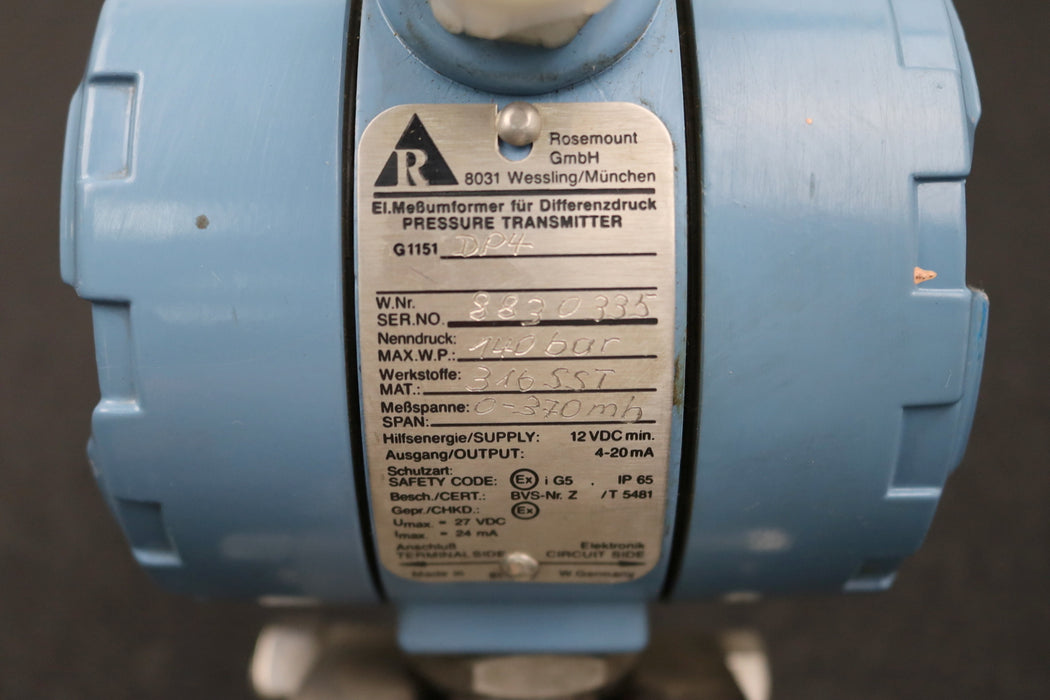 R
Rosemount
GmbH
8031 Wessling/München
El.Meßumformer für Differenzdruck
PRESSURE TRANSMITTER
G1151 DP4
W.Nr.
SER.NO. 8830335
Nenndruck:
MAX.W.P.: 140 bar
Werkstoffe:
MAT.: 316 SST
Meßspanne:
SPAN: 0-370 mb
Hilfsenergie/SUPPLY: 12 VDC min.
Ausgang/OUTPUT: 4-20 mA
Schutzart:
SAFETY CODE: Ex i G5 . IP 65
Besch./CERT.: BVS-Nr. Z /T 5481
Gepr./CHKD.: Ex
Umax. = 27 VDC
Imax. = 24 mA
Anschluß Elektronik
TERMINAL SIDE CIRCUIT SIDE
Made in W.Germany